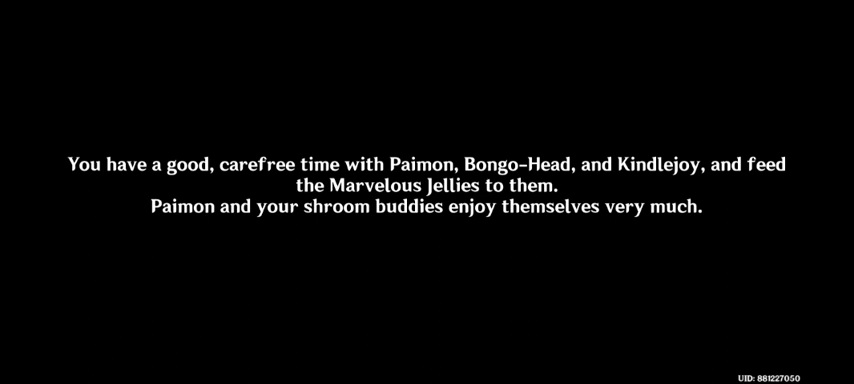 You have a good, carefree time with Paimon, Bongo-Head, and Kindlejoy, and feed
the Marvelous Jellies to them.
Paimon and your shroom buddies enjoy themselves very much.
UID: 881227050